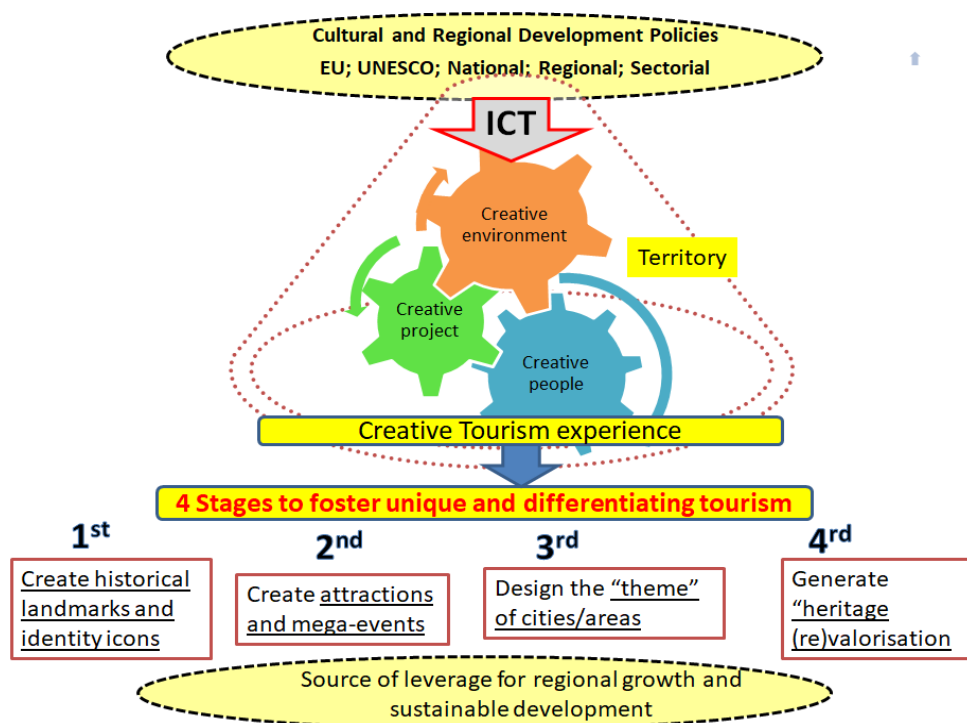 Cultural and Regional Development Policies
EU; UNESCO; National; Regional; Sectorial
ICT
Creative
environment
Territory
Creative
project
Creative
people
Creative Tourism experience
4 Stages to foster unique and differentiating tourism
1st
Create historical
landmarks and
identity icons
2nd
Create attractions
and mega-events
3rd
Design the “theme”
of cities/areas
4rd
Generate
“heritage
(re)valorisation
Source of leverage for regional growth and
sustainable development